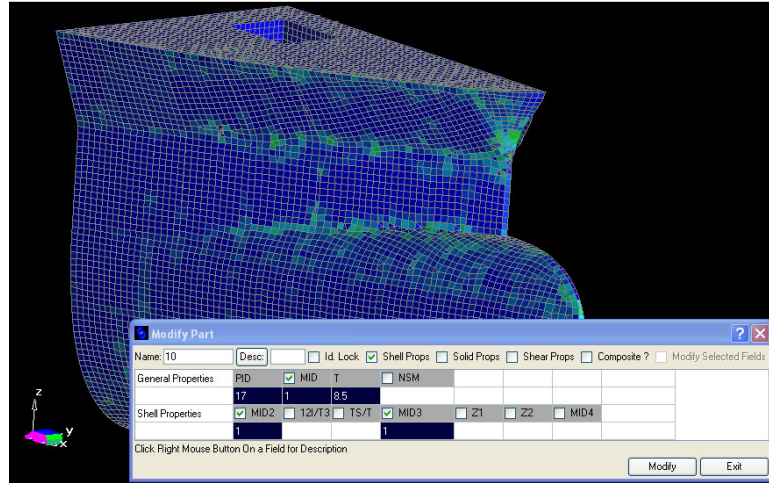 Modify Part
Name: 10 Desc: Id. Lock Shell Props Solid Props Shear Props Composite ? Modify Selected Fields
General Properties PID MID T NSM
17 1 8.5
Shell Properties MID2 12I/T3 TS/T MID3 Z1 Z2 MID4
1 1
Click Right Mouse Button On a Field for Description
Modify Exit
z
y
x